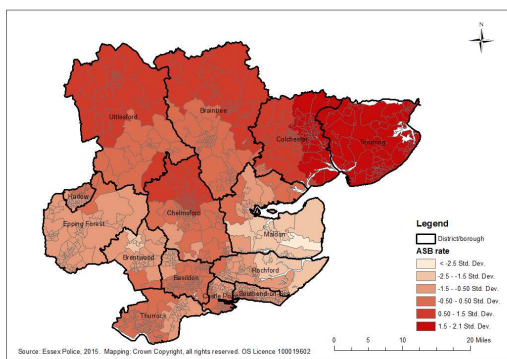 N
Uttlesford
Braintree
Colchester
Tendring
Harlow
Epping Forest
Chelmsford
Maldon
Brentwood
Rochford
Basildon
Castle Point
Southend-on-Sea
Thurrock
Legend
District/borough
ASB rate
< -2.5 Std. Dev.
-2.5 - -1.5 Std. Dev.
-1.5 - -0.50 Std. Dev.
-0.50 - 0.50 Std. Dev.
0.50 - 1.5 Std. Dev.
1.5 - 2.1 Std. Dev.
0 5 10 20 Miles
Source: Essex Police, 2015. Mapping: Crown Copyright, all rights reserved. OS Licence 100019602